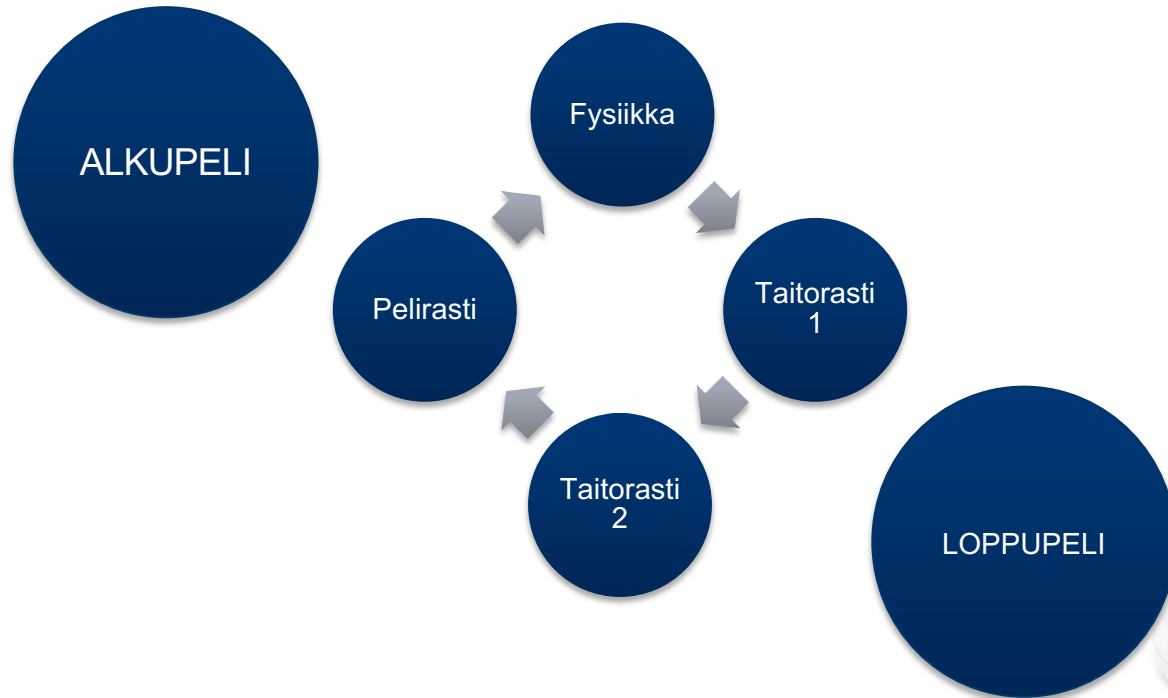 ALKUPELI
Fysiikka
Taitorasti
1
Taitorasti
2
Pelirasti
LOPPUPELI